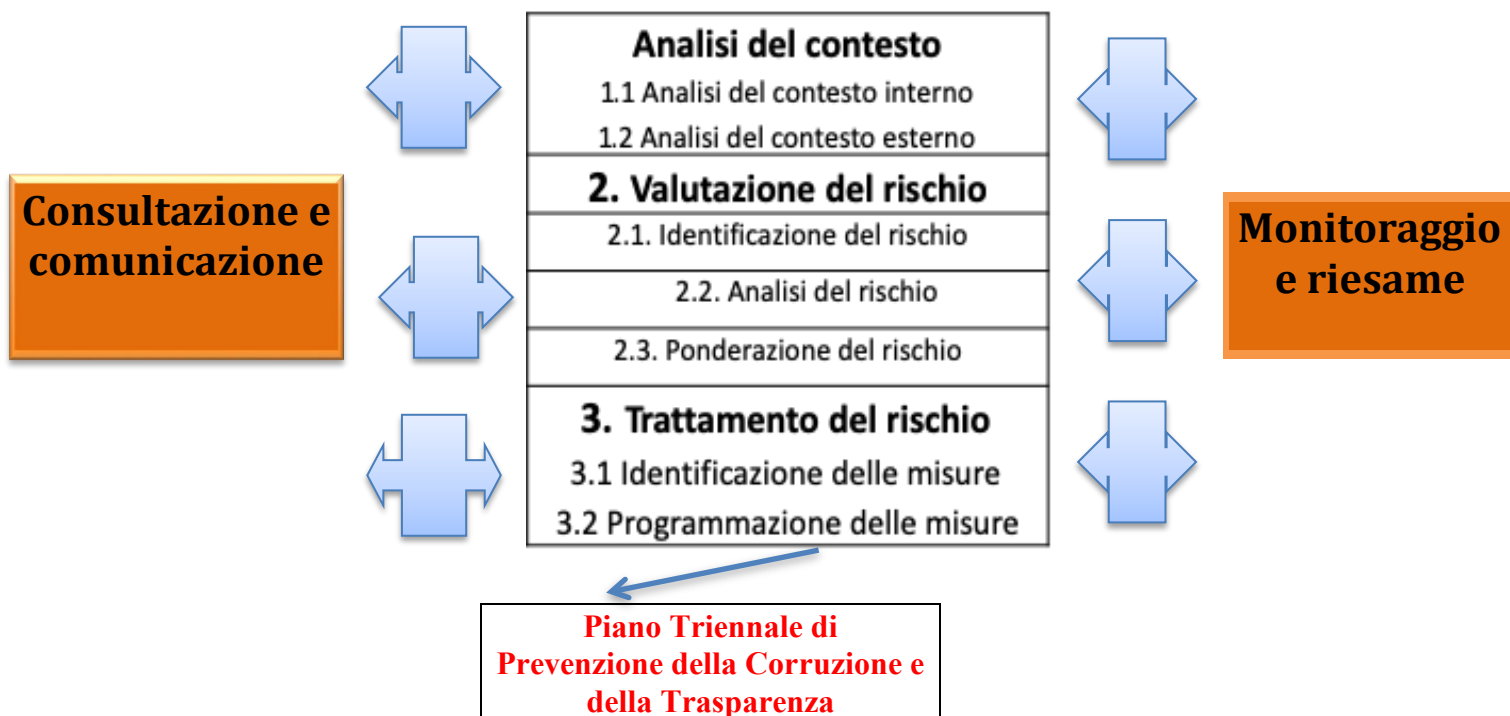 Analisi del contesto
1.1 Analisi del contesto interno
1.2 Analisi del contesto esterno
2. Valutazione del rischio
2.1. Identificazione del rischio
2.2. Analisi del rischio
2.3. Ponderazione del rischio
3. Trattamento del rischio
3.1 Identificazione delle misure
3.2 Programmazione delle misure
Consultazione e
comunicazione
Monitoraggio
e riesame
Piano Triennale di
Prevenzione della Corruzione e
della Trasparenza